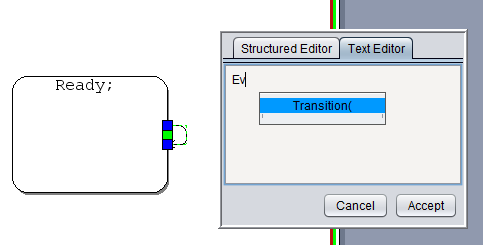 Ready;
Structured Editor
Text Editor
Ev
Transition(
Cancel
Accept